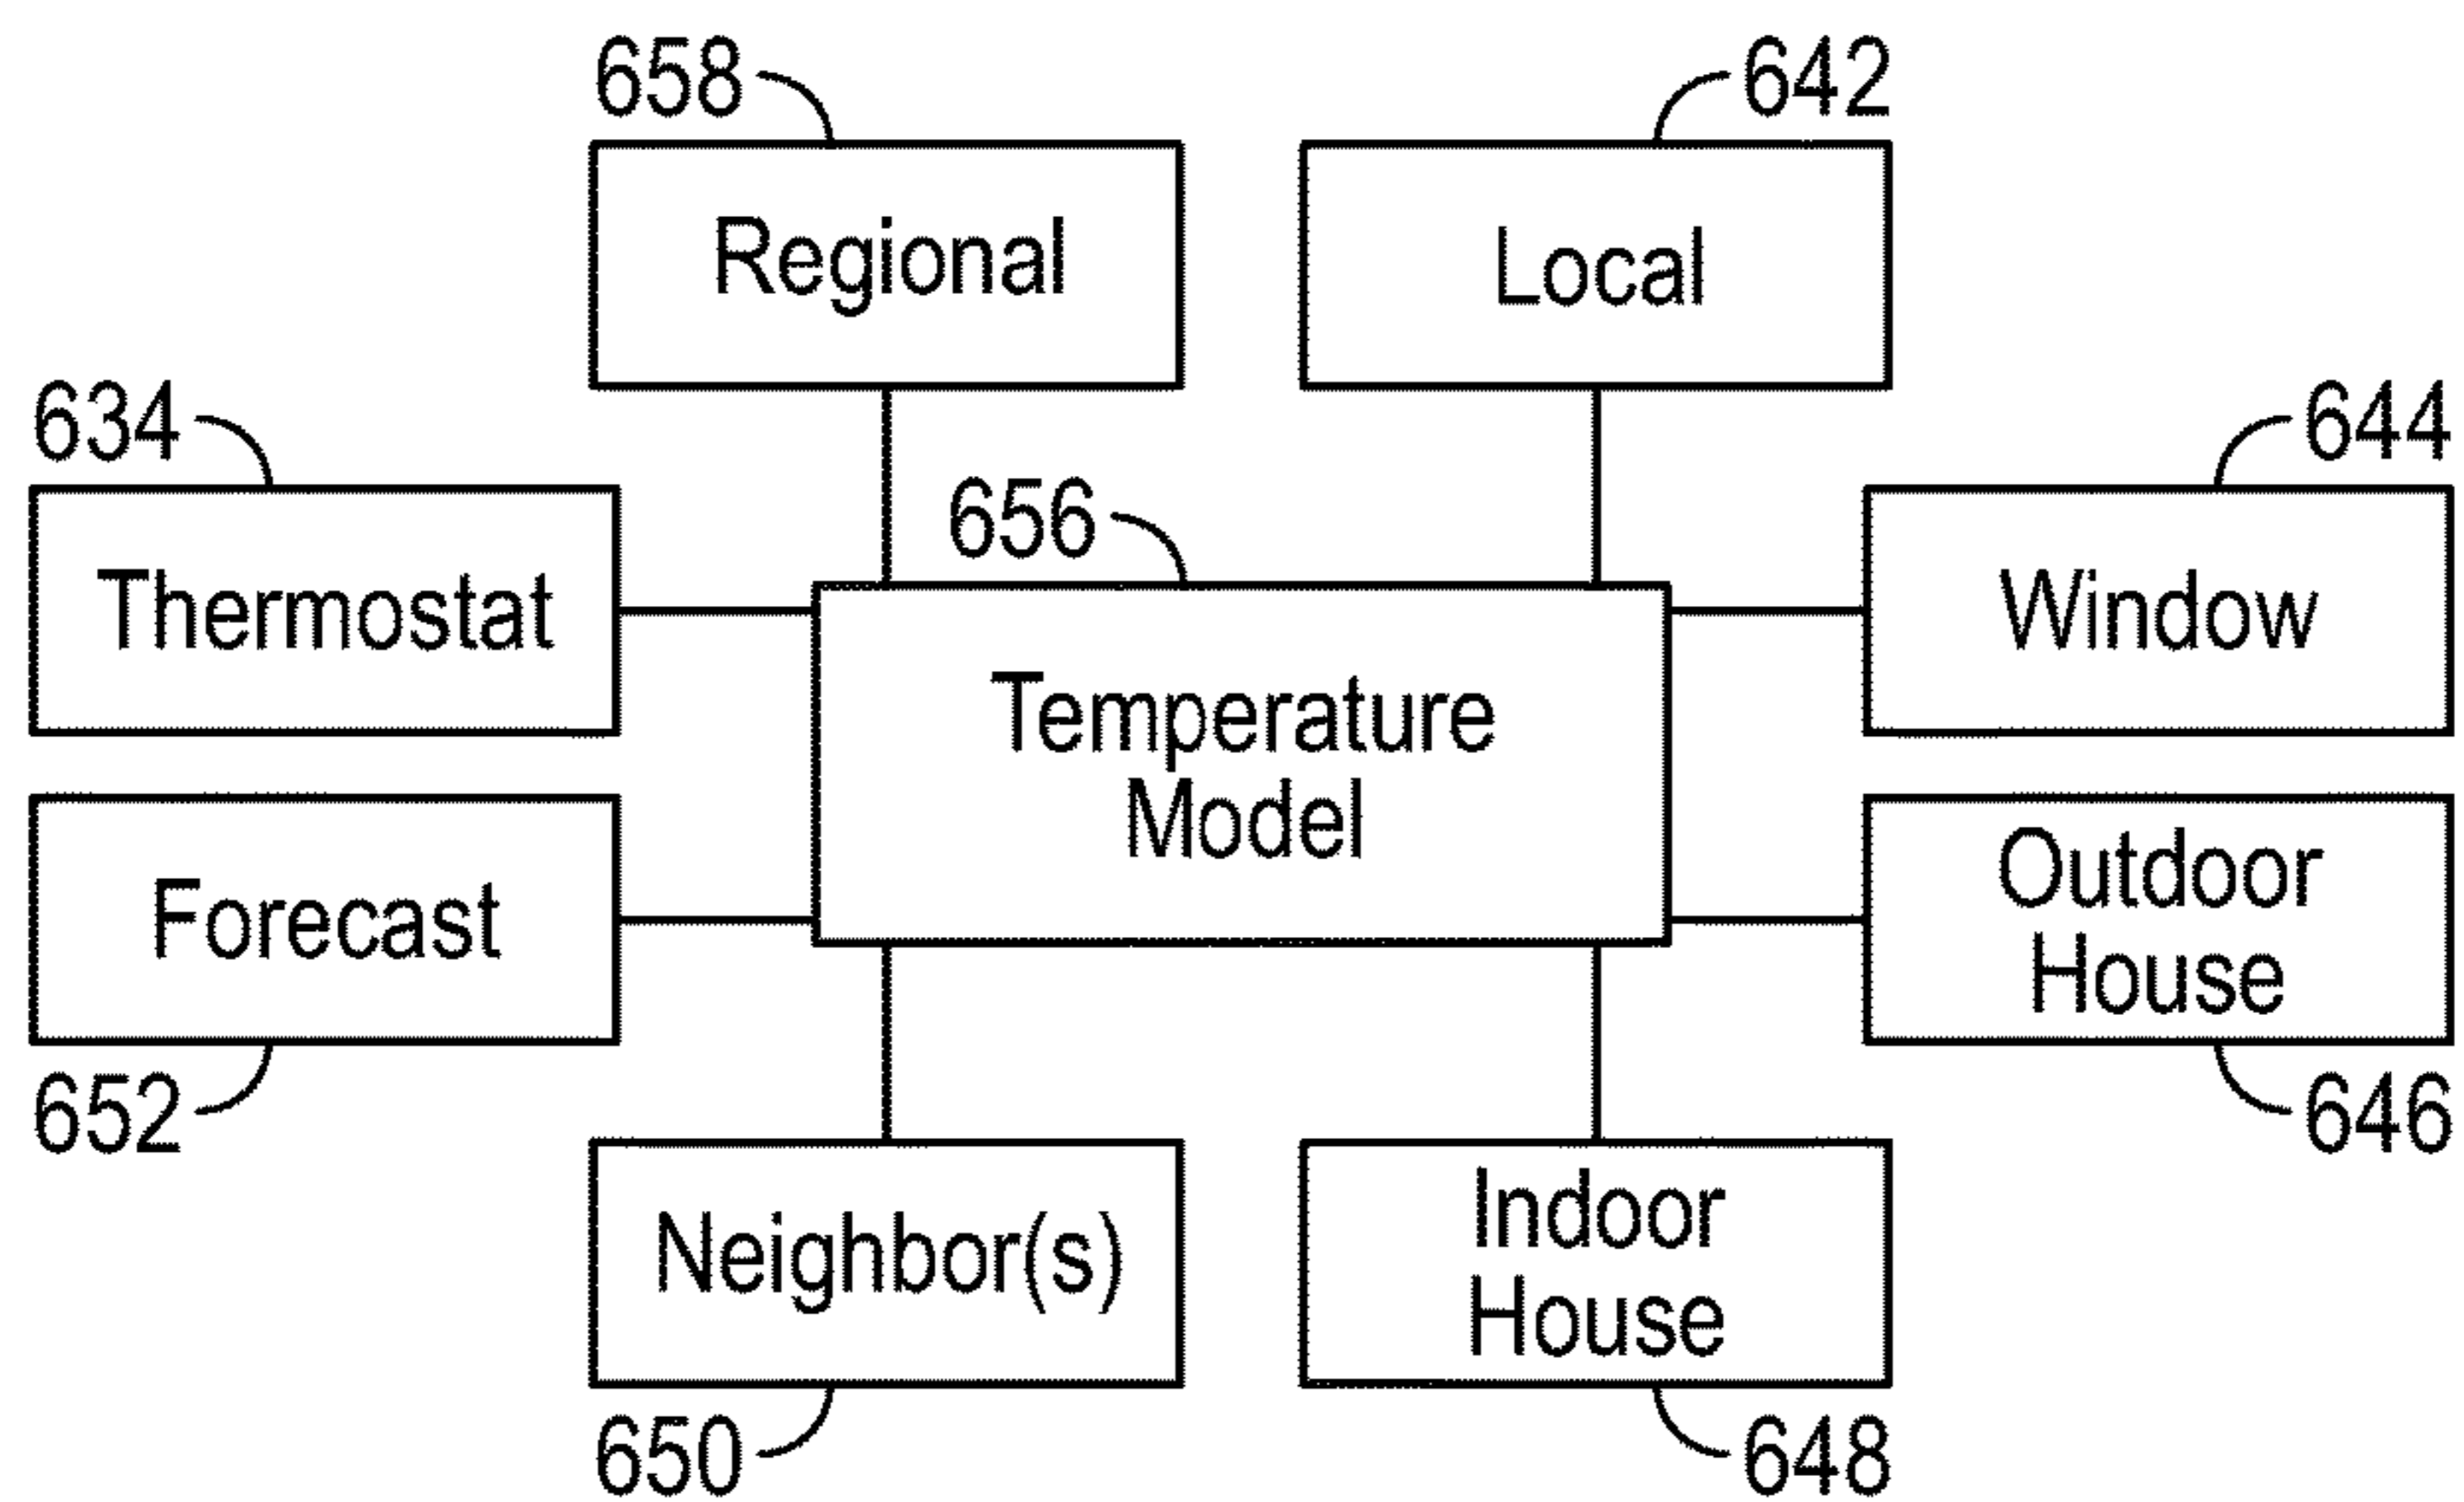 658
642
Regional
Local
634
656
644
Thermostat
Temperature
Model
Window
Forecast
Outdoor
House
652
646
Neighbor(s)
Indoor
House
650
648